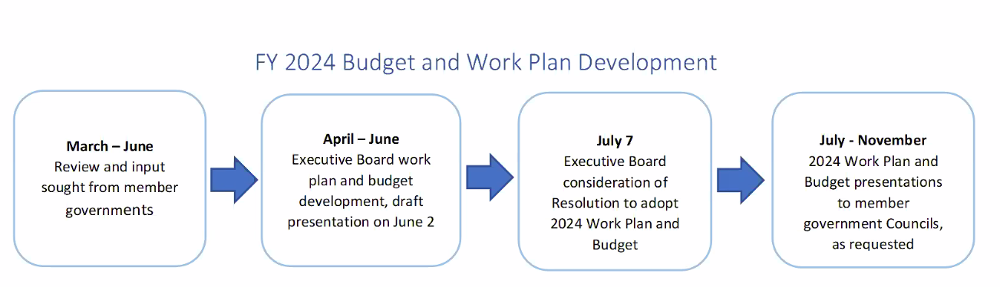 FY 2024 Budget and Work Plan Development
March – June
Review and input
sought from member
governments
April – June
Executive Board work
plan and budget
development, draft
presentation on June 2
July 7
Executive Board
consideration of
Resolution to adopt
2024 Work Plan and
Budget
July - November
2024 Work Plan and
Budget presentations
to member
government Councils,
as requested